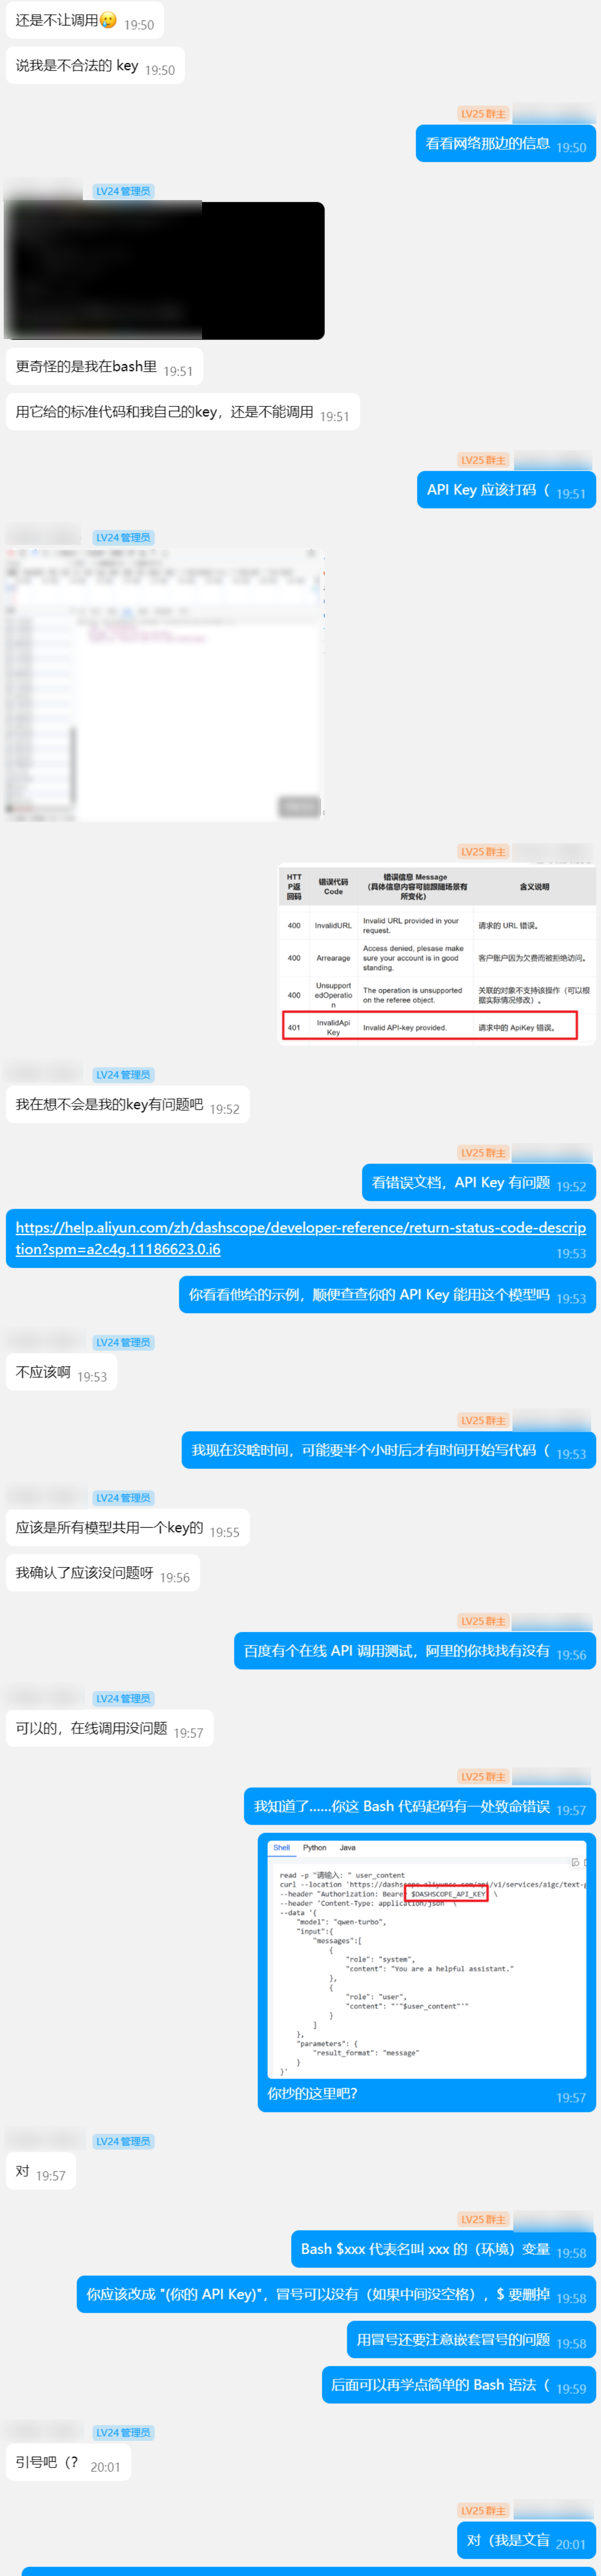 还是不让调用 19:50
说我是不合法的 key 19:50
LV25 群主
看看网络那边的信息 19:50
LV24 管理员
更奇怪的是我在bash里 19:51
用它给的标准代码和我自己的key，还是不能调用 19:51
LV25 群主
API Key 应该打码（ 19:51
LV24 管理员
LV25 群主
HTTP返回码 错误代码 Code 错误信息 Message（具体信息内容可能跟随场景有所变化） 含义说明
400 InvalidURL Invalid URL provided in your request. 请求的 URL 错误。
400 Arrearage Access denied, please make sure your account is in good standing. 客户账户因为欠费而被拒绝访问。
400 UnsupportedOperation The operation is unsupported on the referee object. 关联的对象不支持该操作（可以根据实际情况修改）。
401 InvalidApiKey Invalid API-key provided. 请求中的 ApiKey 错误。
LV24 管理员
我在想不会是我的key有问题吧 19:52
LV25 群主
看错误文档，API Key 有问题 19:52
https://help.aliyun.com/zh/dashscope/developer-reference/return-status-code-descrip
tion?spm=a2c4g.11186623.0.i6 19:53
你看看他给的示例，顺便查查你的 API Key 能用这个模型吗 19:53
LV24 管理员
不应该啊 19:53
LV25 群主
我现在没啥时间，可能要半个小时后才有时间开始写代码（ 19:53
LV24 管理员
应该是所有模型共用一个key的 19:55
我确认了应该没问题呀 19:56
LV25 群主
百度有个在线 API 调用测试，阿里的你找找有没有 19:56
LV24 管理员
可以的，在线调用没问题 19:57
LV25 群主
我知道了......你这 Bash 代码起码有一处致命错误 19:57
Shell Python Java
read -p "请输入：" user_content
curl --location 'https://dashscope.aliyuncs.com/api/v1/services/aigc/text-g
--header "Authorization: Bearer $DASHSCOPE_API_KEY" \
--header 'Content-Type: application/json' \
--data '{
"model": "qwen-turbo",
"input":{
"messages":[
{
"role": "system",
"content": "You are a helpful assistant."
},
{
"role": "user",
"content": "'"$user_content"'"
}
]
},
"parameters": {
"result_format": "message"
}
}'
你抄的这里吧？ 19:57
LV24 管理员
对 19:57
LV25 群主
Bash $xxx 代表名叫 xxx 的（环境）变量 19:58
你应该改成 "(你的 API Key)"，冒号可以没有（如果中间没空格），$ 要删掉 19:58
用冒号还要注意嵌套冒号的问题 19:58
后面可以再学点简单的 Bash 语法（ 19:59
LV24 管理员
引号吧（？ 20:01
LV25 群主
对（我是文盲 20:01